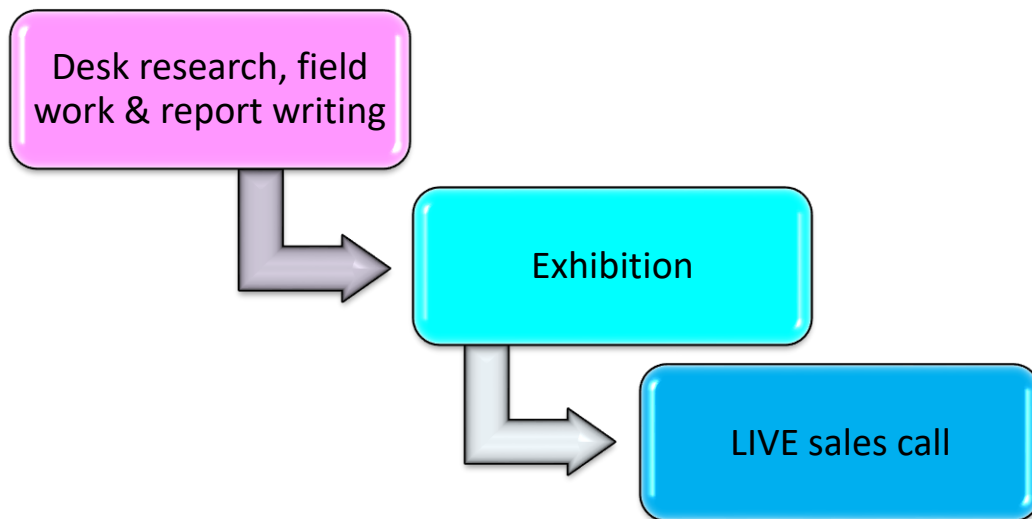 Desk research, field
work & report writing
Exhibition
LIVE sales call